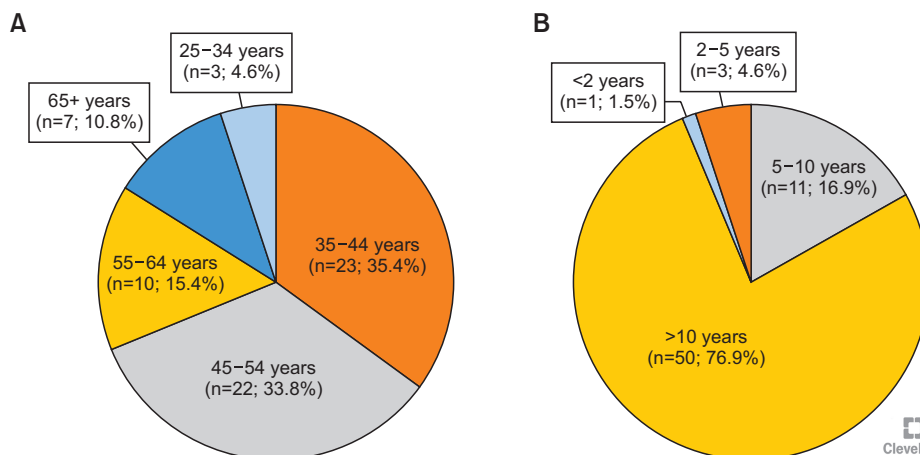 A
25–34 years
(n=3; 4.6%)
65+ years
(n=7; 10.8%)
35–44 years
(n=23; 35.4%)
55–64 years
(n=10; 15.4%)
45–54 years
(n=22; 33.8%)
B
2–5 years
(n=3; 4.6%)
<2 years
(n=1; 1.5%)
5–10 years
(n=11; 16.9%)
>10 years
(n=50; 76.9%)
Clevel